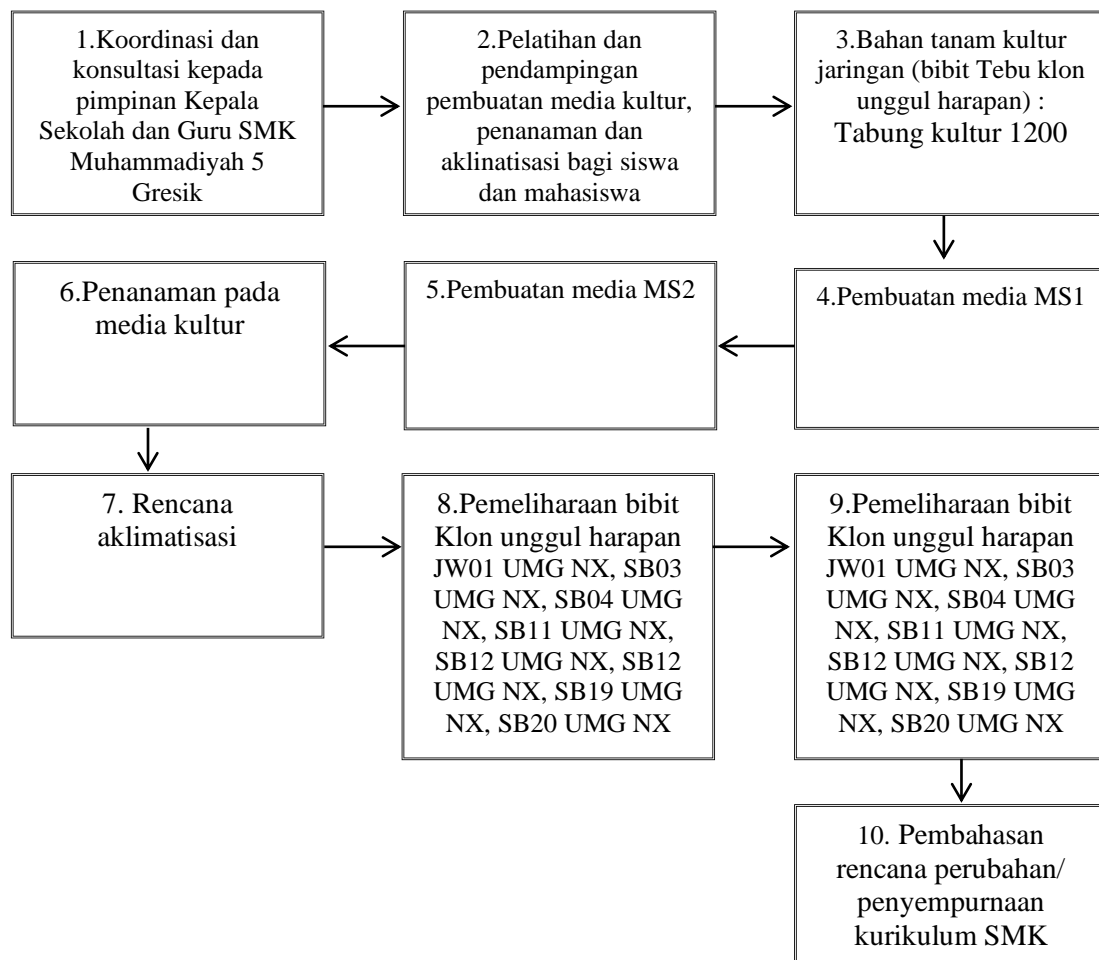 1.Koordinasi dan
konsultasi kepada
pimpinan Kepala
Sekolah dan Guru SMK
Muhammadiyah 5
Gresik
2.Pelatihan dan
pendampingan
pembuatan media kultur,
penanaman dan
aklinatisasi bagi siswa
dan mahasiswa
3.Bahan tanam kultur
jaringan (bibit Tebu klon
unggul harapan) :
Tabung kultur 1200
4.Pembuatan media MS1
5.Pembuatan media MS2
6.Penanaman pada
media kultur
7. Rencana
aklimatisasi
8.Pemeliharaan bibit
Klon unggul harapan
JW01 UMG NX, SB03
UMG NX, SB04 UMG
NX, SB11 UMG NX,
SB12 UMG NX, SB12
UMG NX, SB19 UMG
NX, SB20 UMG NX
9.Pemeliharaan bibit
Klon unggul harapan
JW01 UMG NX, SB03
UMG NX, SB04 UMG
NX, SB11 UMG NX,
SB12 UMG NX, SB12
UMG NX, SB19 UMG
NX, SB20 UMG NX
10. Pembahasan
rencana perubahan/
penyempurnaan
kurikulum SMK